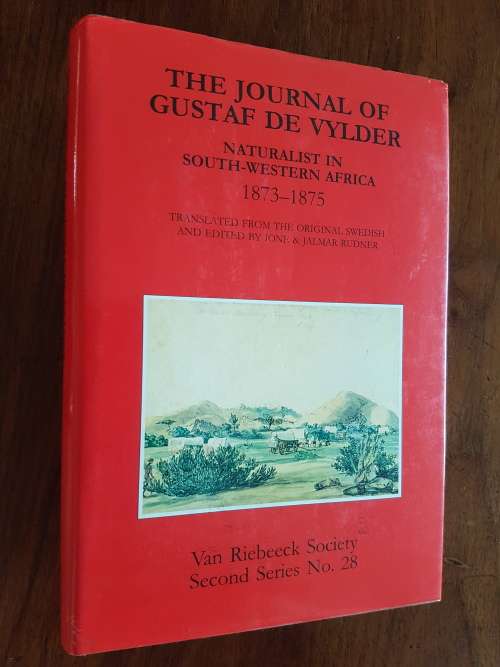 THE JOURNAL OF
GUSTAF DE VYLDER
NATURALIST IN
SOUTH-WESTERN AFRICA
1873–1875
TRANSLATED FROM THE ORIGINAL SWEDISH
AND EDITED BY IONE & JALMAR RUDNER
Van Riebeeck Society
Second Series No. 28